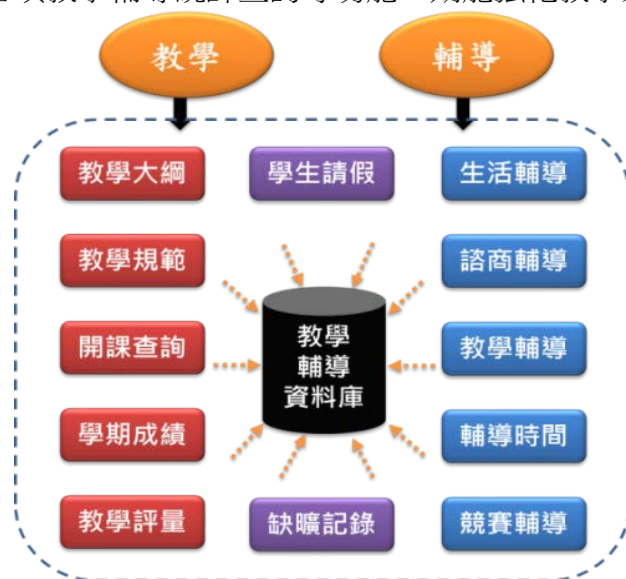 教學 輔導
教學大綱 學生請假 生活輔導
教學規範 諮商輔導
開課查詢 教學輔導
學期成績 輔導時間
教學評量 缺曠記錄 競賽輔導
教學
輔導
資料庫